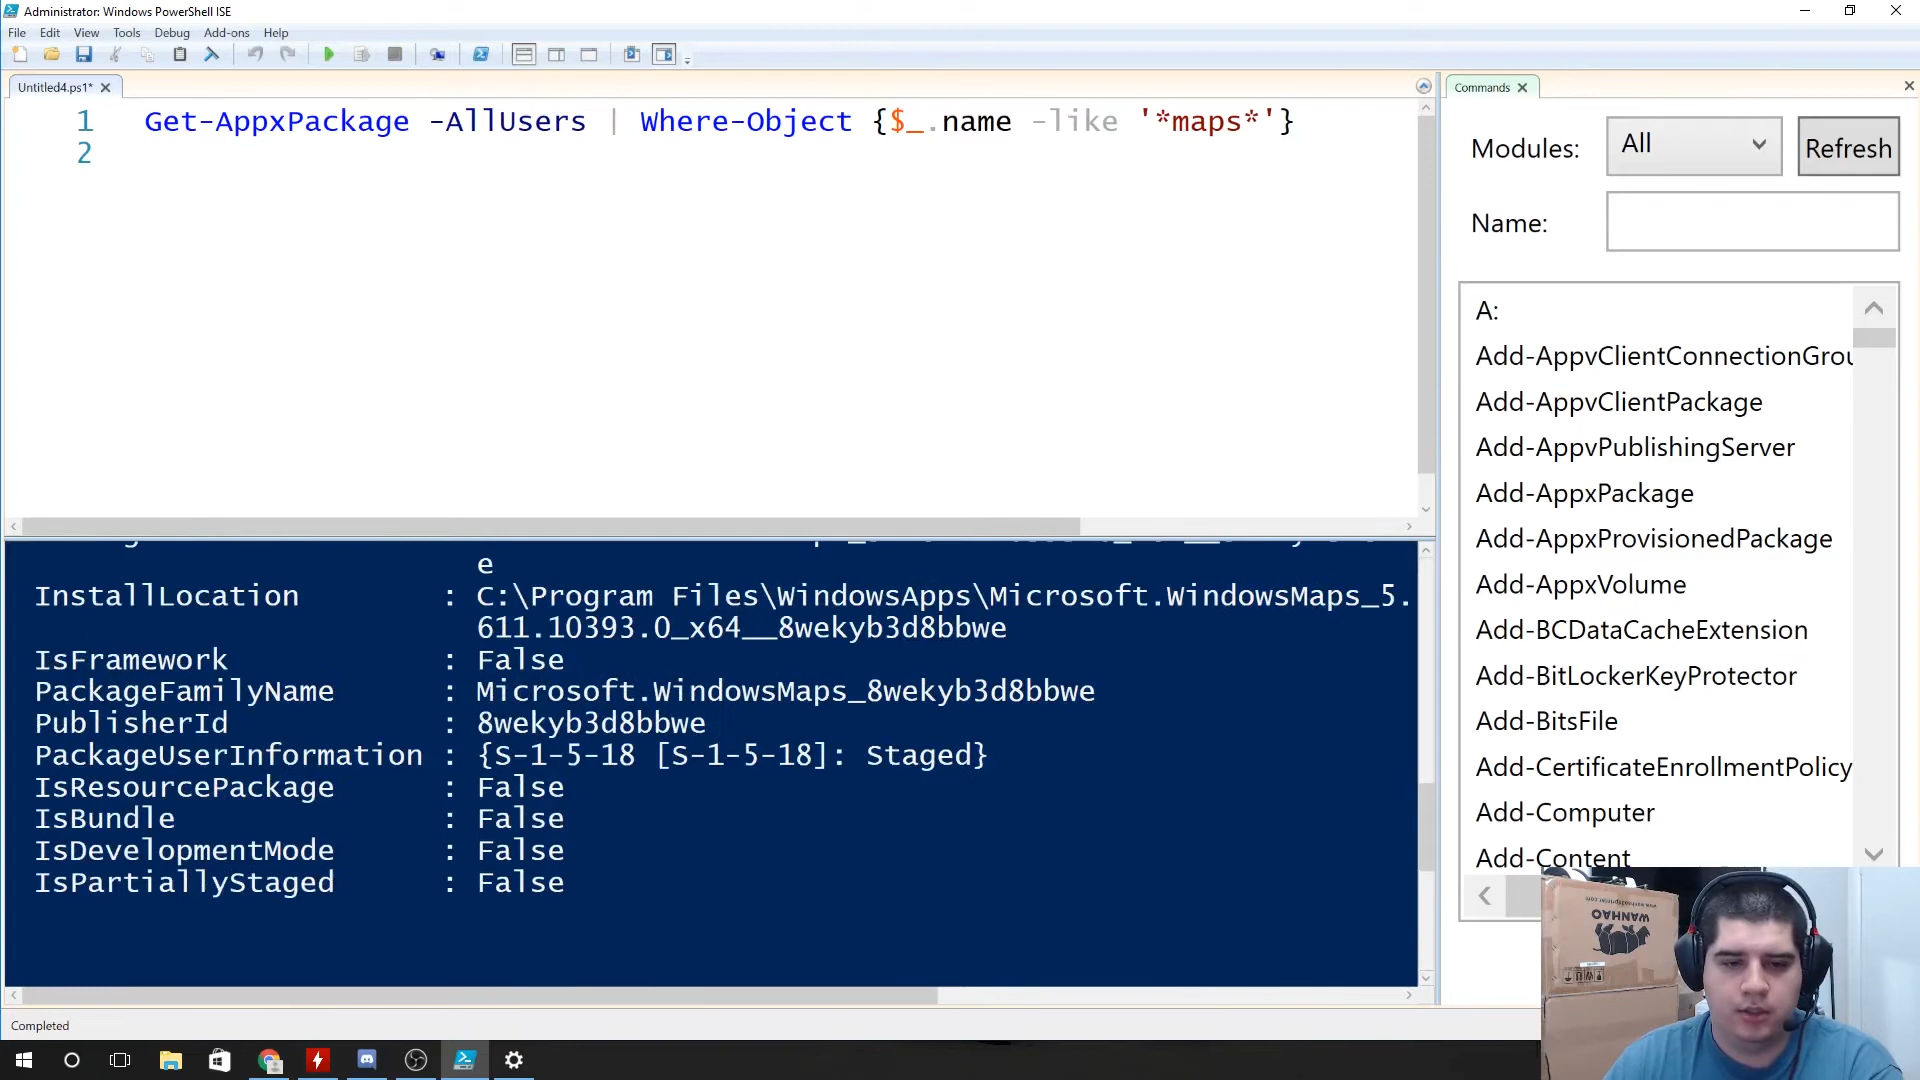 Administrator: Windows PowerShell ISE
File Edit View Tools Debug Add-ons Help
Untitled4.ps1*
Commands
1 Get-AppxPackage -AllUsers | Where-Object {$_.name -like '*maps*'}
2
Modules: All Refresh
Name:
A:
Add-AppvClientConnectionGrou
Add-AppvClientPackage
Add-AppvPublishingServer
Add-AppxPackage
Add-AppxProvisionedPackage
Add-AppxVolume
Add-BCDataCacheExtension
Add-BitLockerKeyProtector
Add-BitsFile
Add-CertificateEnrollmentPolicy
Add-Computer
Add-Content
e
InstallLocation : C:\Program Files\WindowsApps\Microsoft.WindowsMaps_5.
611.10393.0_x64__8wekyb3d8bbwe
IsFramework : False
PackageFamilyName : Microsoft.WindowsMaps_8wekyb3d8bbwe
PublisherId : 8wekyb3d8bbwe
PackageUserInformation : {S-1-5-18 [S-1-5-18]: Staged}
IsResourcePackage : False
IsBundle : False
IsDevelopmentMode : False
IsPartiallyStaged : False
Completed
WANHAO